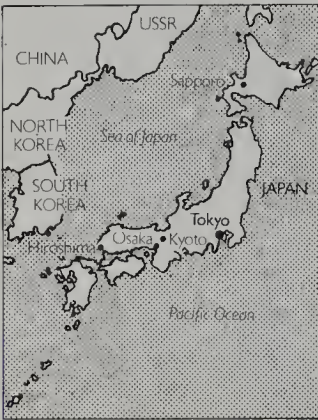 USSR
CHINA
Sapporo
NORTH
KOREA
Sea of Japan
SOUTH
KOREA
JAPAN
Tokyo
Hiroshima
Osaka
Kyoto
Pacific Ocean